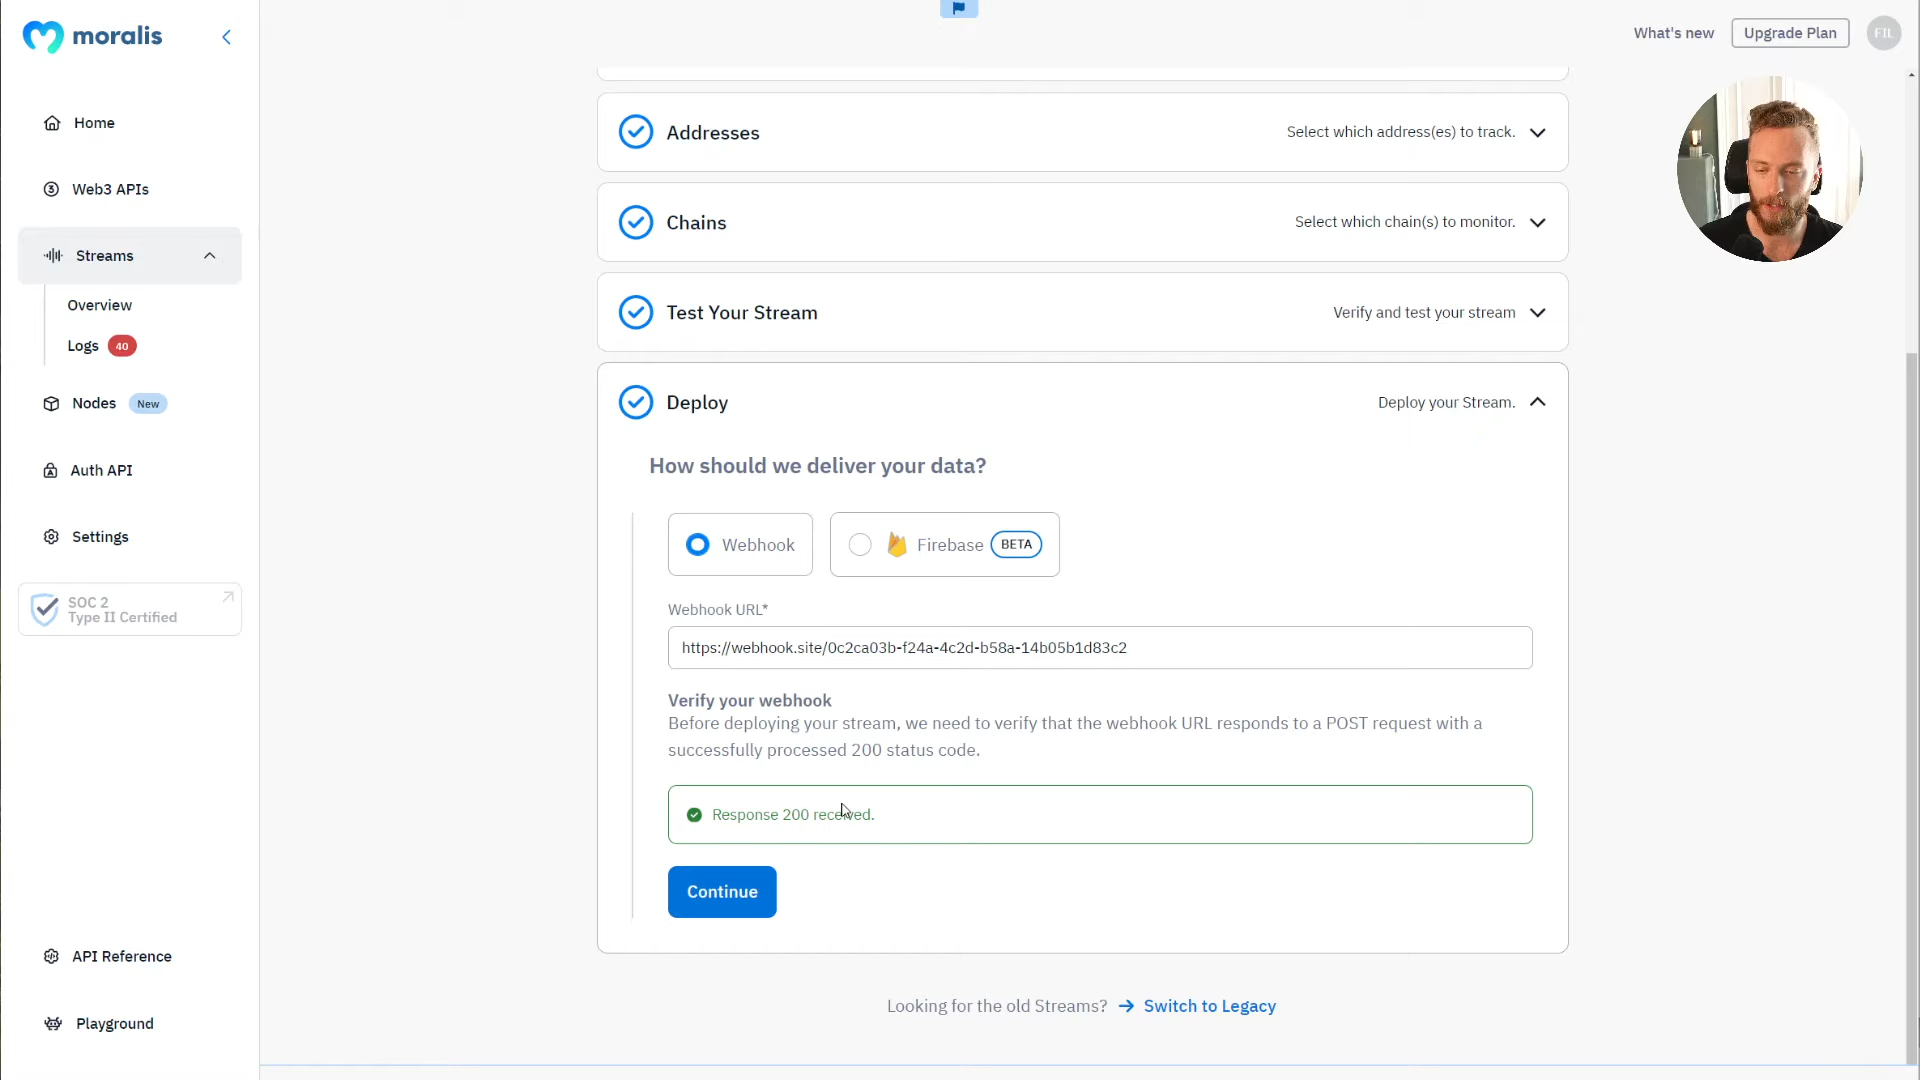 moralis
What's new
Upgrade Plan
FIL
Home
Web3 APIs
Streams
Overview
Logs 40
Nodes New
Auth API
Settings
SOC 2
Type II Certified
API Reference
Playground
Addresses
Select which address(es) to track.
Chains
Select which chain(s) to monitor.
Test Your Stream
Verify and test your stream
Deploy
Deploy your Stream.
How should we deliver your data?
Webhook
Firebase BETA
Webhook URL*
https://webhook.site/0c2ca03b-f24a-4c2d-b58a-14b05b1d83c2
Verify your webhook
Before deploying your stream, we need to verify that the webhook URL responds to a POST request with a
successfully processed 200 status code.
Response 200 received.
Continue
Looking for the old Streams? → Switch to Legacy